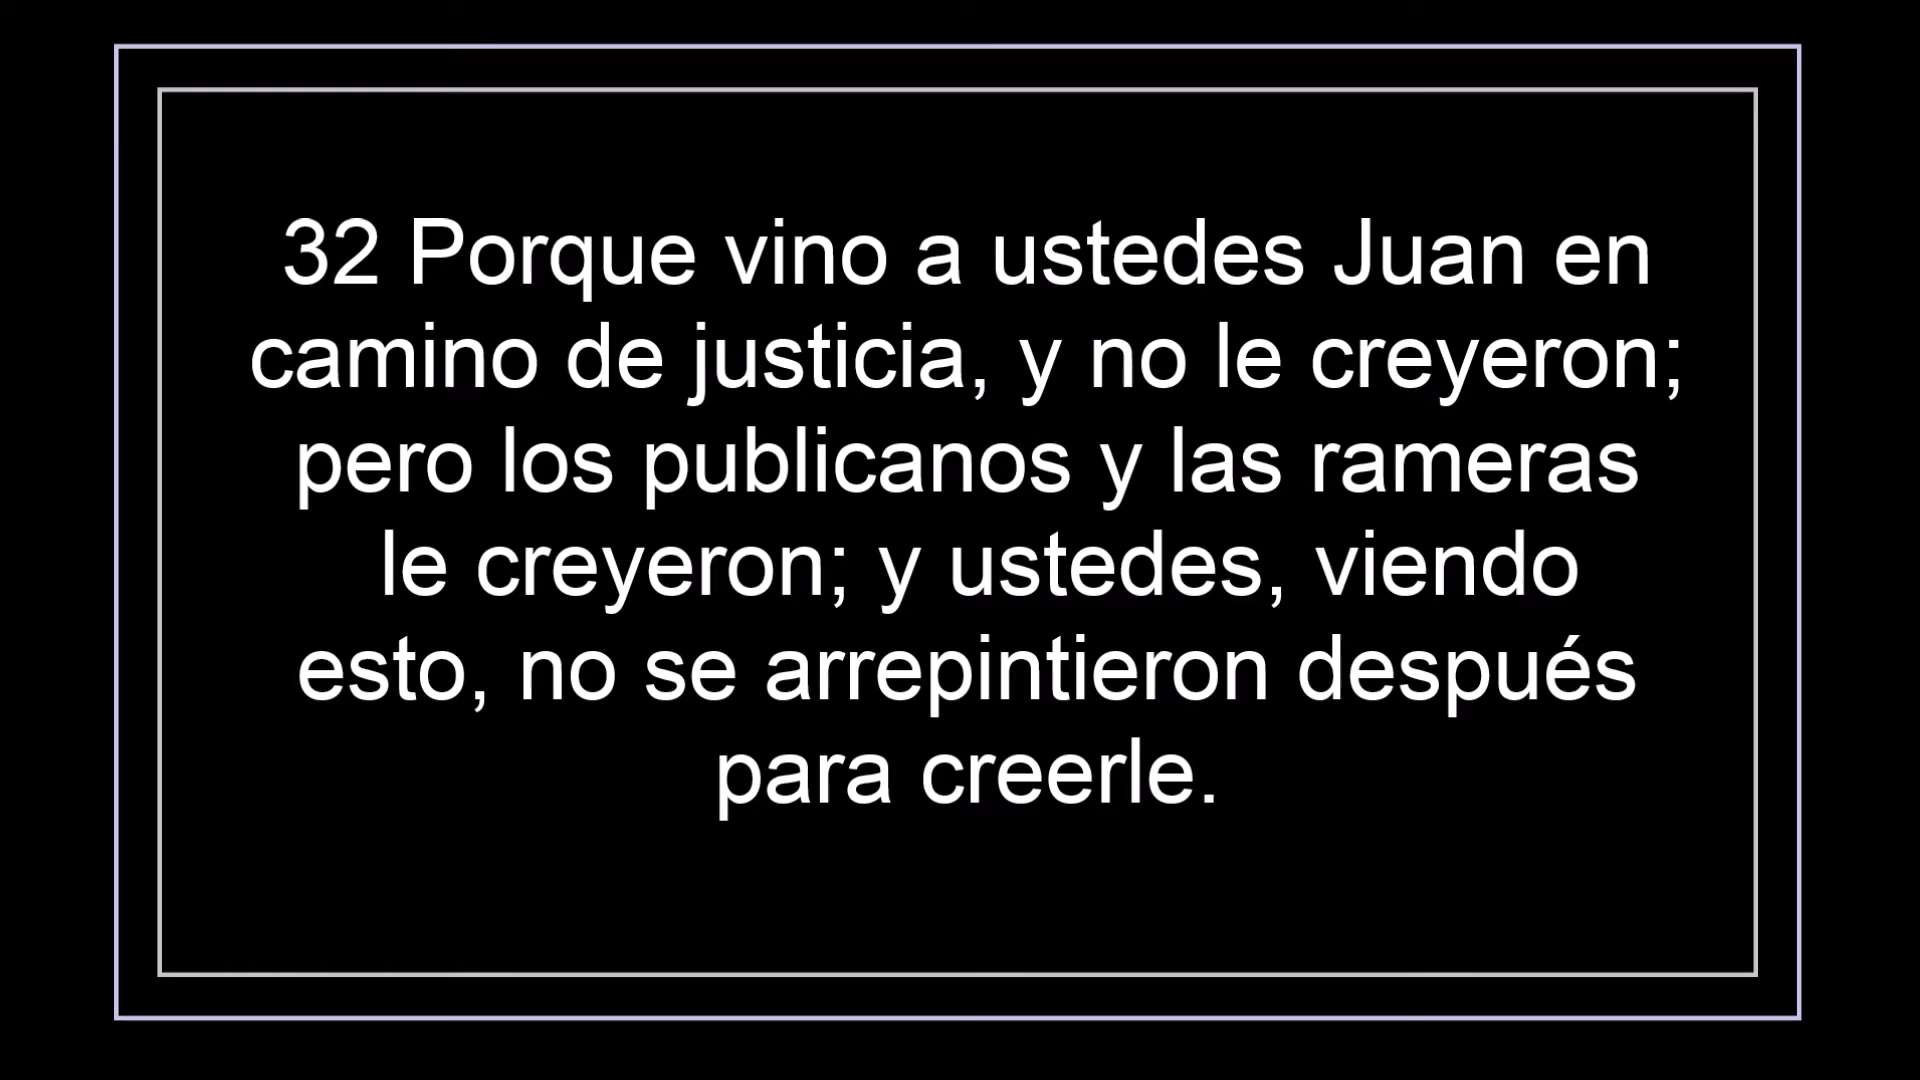 32 Porque vino a ustedes Juan en
camino de justicia, y no le creyeron;
pero los publicanos y las rameras
le creyeron; y ustedes, viendo
esto, no se arrepintieron después
para creerle.